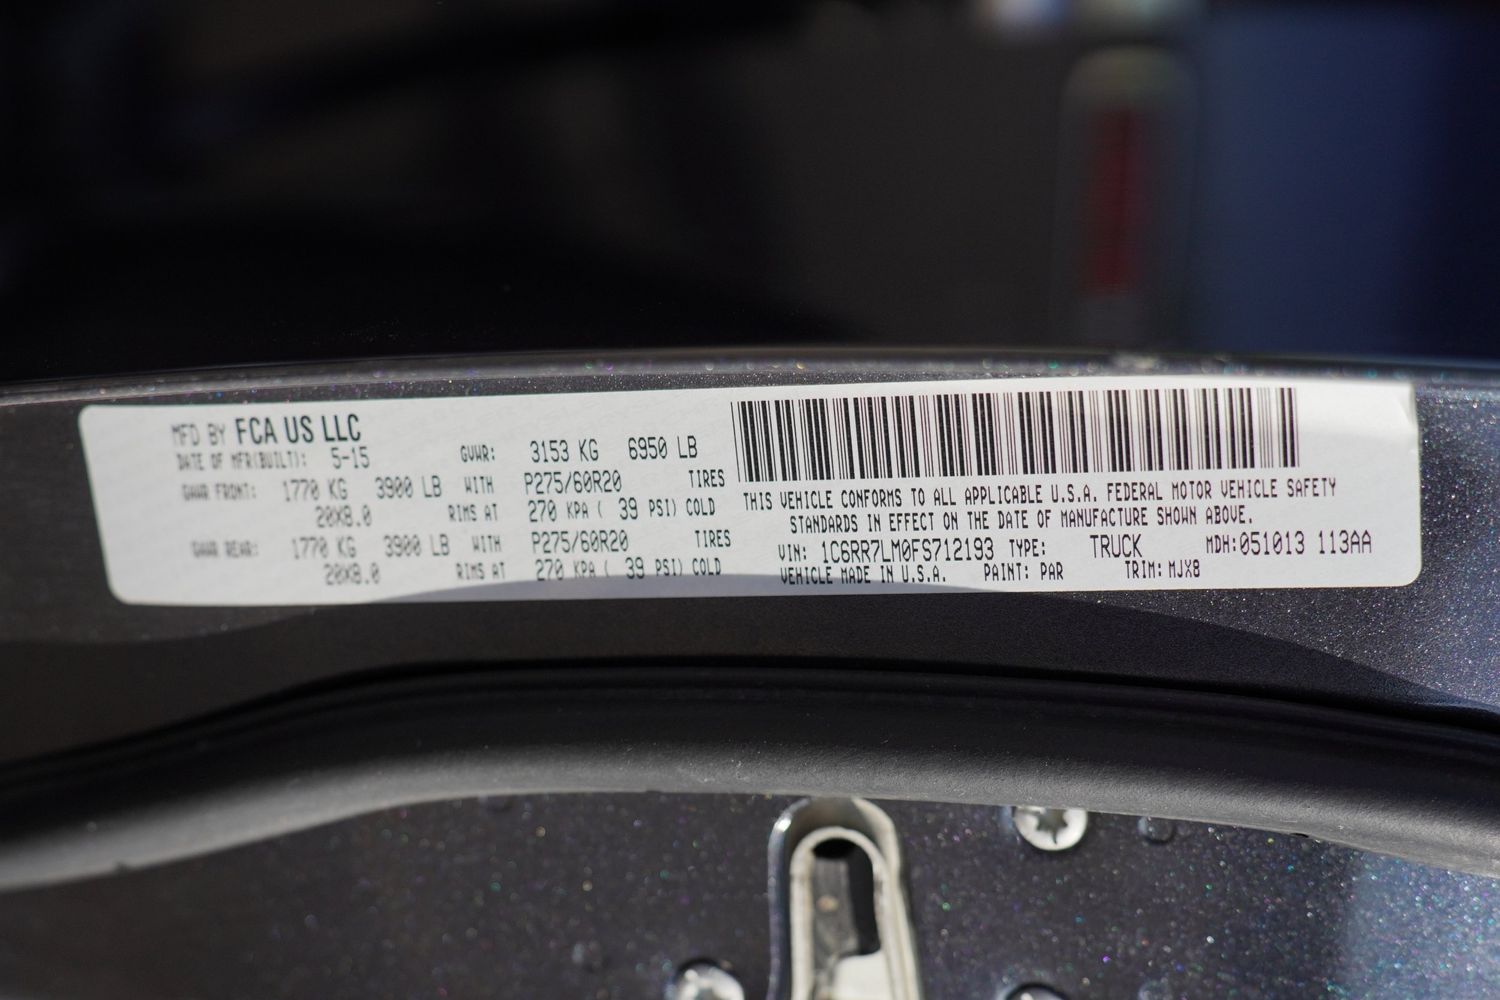 MFD BY FCA US LLC
DATE OF MFR(BUILT): 5-15 GVWR: 3153 KG 6950 LB
GAWR FRONT: 1770 KG 3900 LB WITH P275/60R20 TIRES
20X8.0 RIMS AT 270 KPA ( 39 PSI) COLD
GAWR REAR: 1770 KG 3900 LB WITH P275/60R20 TIRES
20X8.0 RIMS AT 270 KPA ( 39 PSI) COLD
THIS VEHICLE CONFORMS TO ALL APPLICABLE U.S.A. FEDERAL MOTOR VEHICLE SAFETY
STANDARDS IN EFFECT ON THE DATE OF MANUFACTURE SHOWN ABOVE.
VIN: 1C6RR7LM0FS712193 TYPE: TRUCK MDH:051013 113AA
VEHICLE MADE IN U.S.A. PAINT: PAR TRIM: MJX8